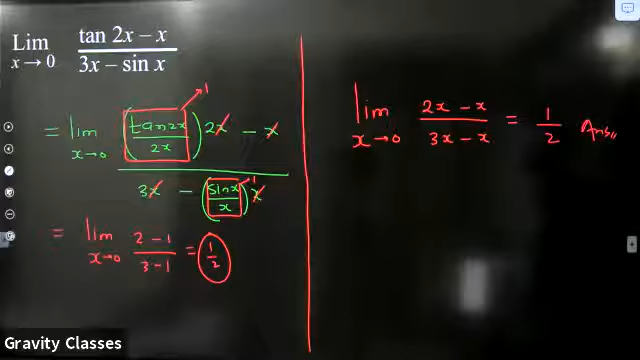 Lim x→0 (tan 2x – x)/(3x – sin x)
1
= lim x→0 ((tan2x/2x)2x – x)/(3x – (sinx/x)x)
1
= lim x→0 (2–1)/(3–1) = 1/2
lim x→0 (2x – x)/(3x – x) = 1/2 Ans,,
Gravity Classes